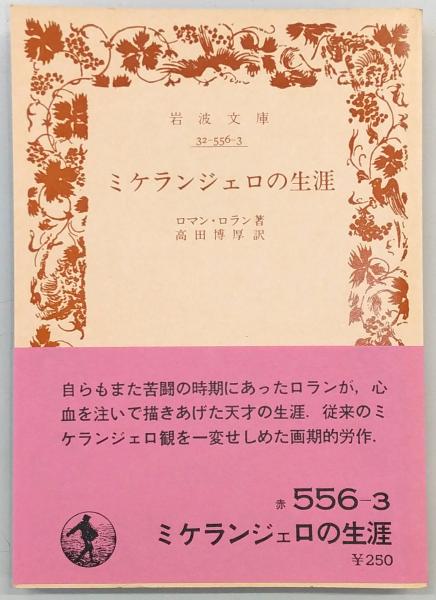 岩波文庫
32-556-3
ミケランジェロの生涯
ロマン・ロラン著
高田博厚訳
自らもまた苦闘の時期にあったロランが，心
血を注いで描きあげた天才の生涯．従来のミ
ケランジェロ観を一変せしめた画期的労作．
赤 556-3
ミケランジェロの生涯
￥250